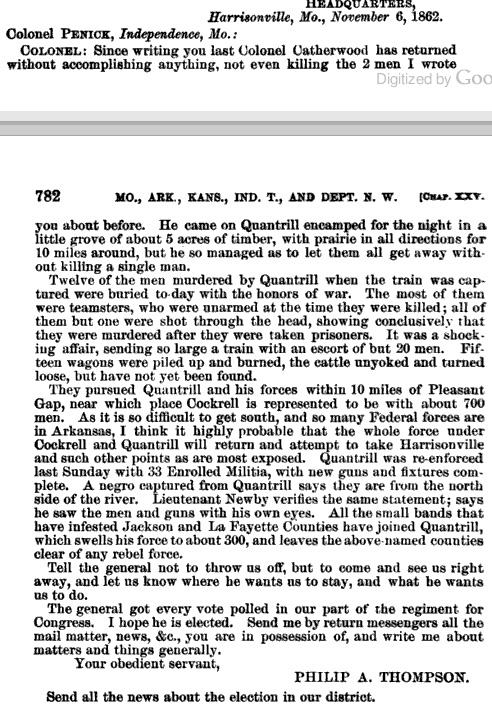 HEADQUARTERS,
Harrisonville, Mo., November 6, 1862.
Colonel PENICK, Independence, Mo.:
COLONEL: Since writing you last Colonel Catherwood has returned
without accomplishing anything, not even killing the 2 men I wrote
Digitized by Goo
782 MO., ARK., KANS., IND. T., AND DEPT. N. W. [CHAP. XXV.
you about before. He came on Quantrill encamped for the night in a
little grove of about 5 acres of timber, with prairie in all directions for
10 miles around, but he so managed as to let them all get away with-
out killing a single man.
Twelve of the men murdered by Quantrill when the train was cap-
tured were buried to-day with the honors of war. The most of them
were teamsters, who were unarmed at the time they were killed; all of
them but one were shot through the head, showing conclusively that
they were murdered after they were taken prisoners. It was a shock-
ing affair, sending so large a train with an escort of but 20 men. Fif-
teen wagons were piled up and burned, the cattle unyoked and turned
loose, but have not yet been found.
They pursued Quantrill and his forces within 10 miles of Pleasant
Gap, near which place Cockrell is represented to be with about 700
men. As it is so difficult to get south, and so many Federal forces are
in Arkansas, I think it highly probable that the whole force under
Cockrell and Quantrill will return and attempt to take Harrisonville
and such other points as are most exposed. Quantrill was re-enforced
last Sunday with 33 Enrolled Militia, with new guns and fixtures com-
plete. A negro captured from Quantrill says they are from the north
side of the river. Lieutenant Newby verifies the same statement; says
he saw the men and guns with his own eyes. All the small bands that
have infested Jackson and La Fayette Counties have joined Quantrill,
which swells his force to about 300, and leaves the above-named counties
clear of any rebel force.
Tell the general not to throw us off, but to come and see us right
away, and let us know where he wants us to stay, and what he wants
us to do.
The general got every vote polled in our part of the regiment for
Congress. I hope he is elected. Send me by return messengers all the
mail matter, news, &c., you are in possession of, and write me about
matters and things generally.
Your obedient servant,
PHILIP A. THOMPSON.
Send all the news about the election in our district.